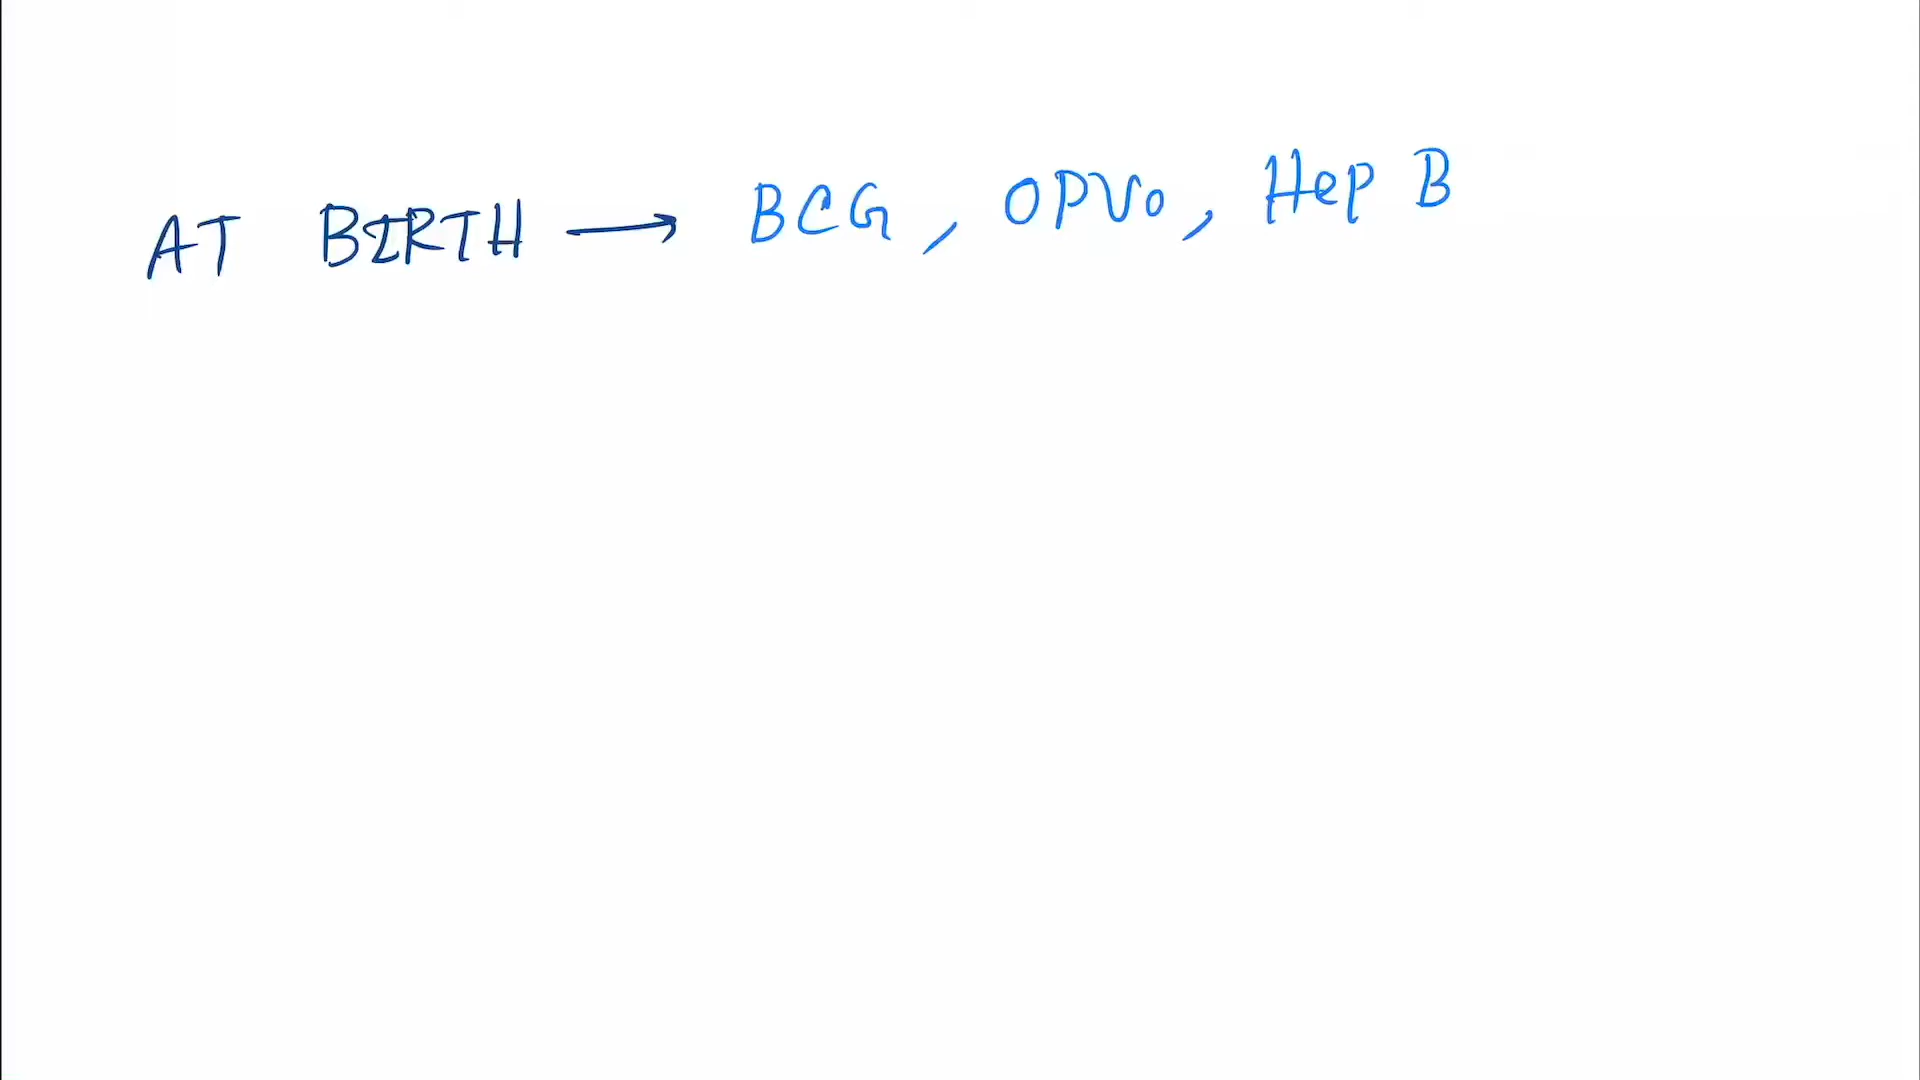 AT BIRTH → BCG, OPV0, Hep B